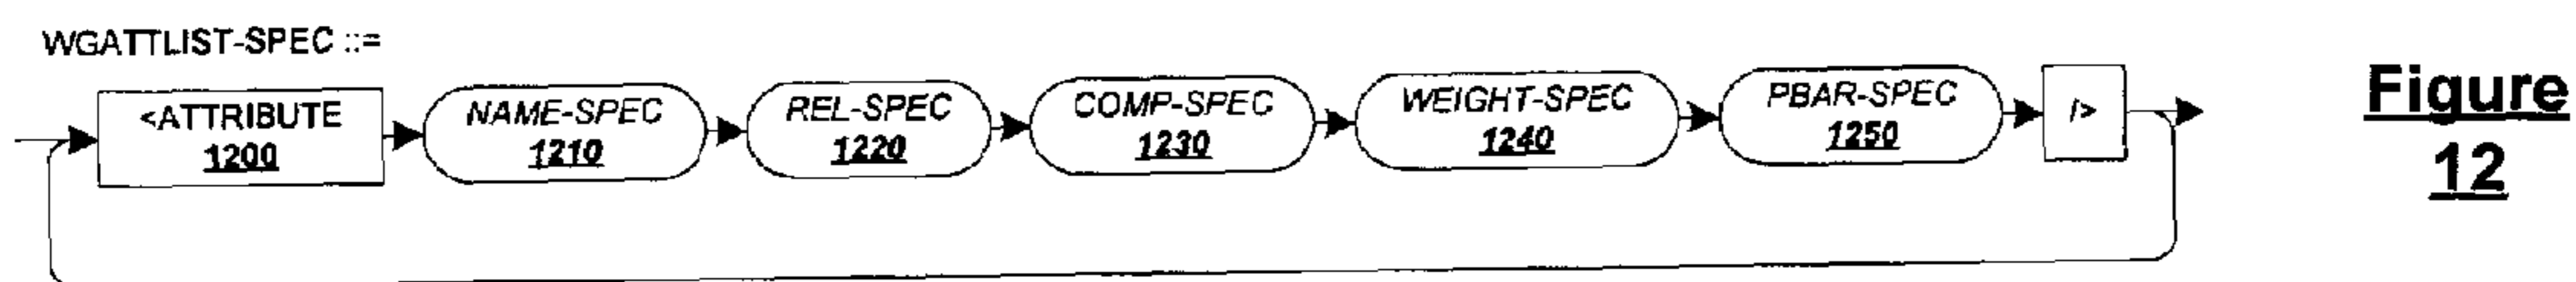 WGATTLIST-SPEC ::=
<ATTRIBUTE
1200
NAME-SPEC
1210
REL-SPEC
1220
COMP-SPEC
1230
WEIGHT-SPEC
1240
PBAR-SPEC
1250
/>
Figure
12